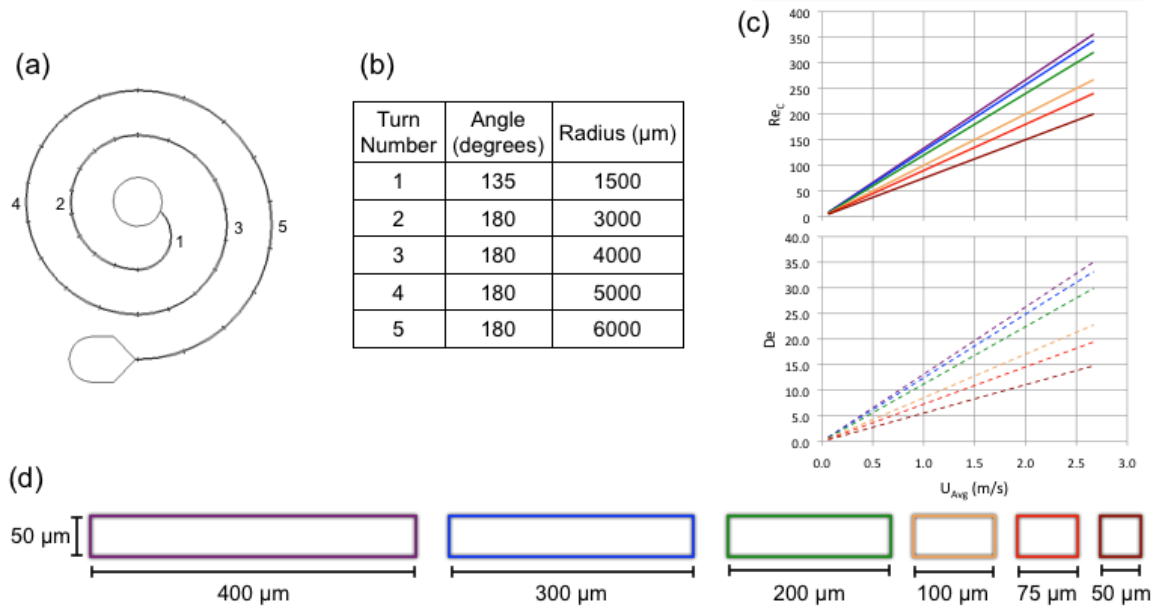 (a)
4
2
1
3
5
(b)
Turn Number Angle (degrees) Radius (µm)
1 135 1500
2 180 3000
3 180 4000
4 180 5000
5 180 6000
(c)
400
350
300
250
200
150
100
50
0
Re_C
40.0
35.0
30.0
25.0
20.0
15.0
10.0
5.0
0.0
De
0.0 0.5 1.0 1.5 2.0 2.5 3.0
U_Avg (m/s)
(d)
50 µm
400 µm 300 µm 200 µm 100 µm 75 µm 50 µm